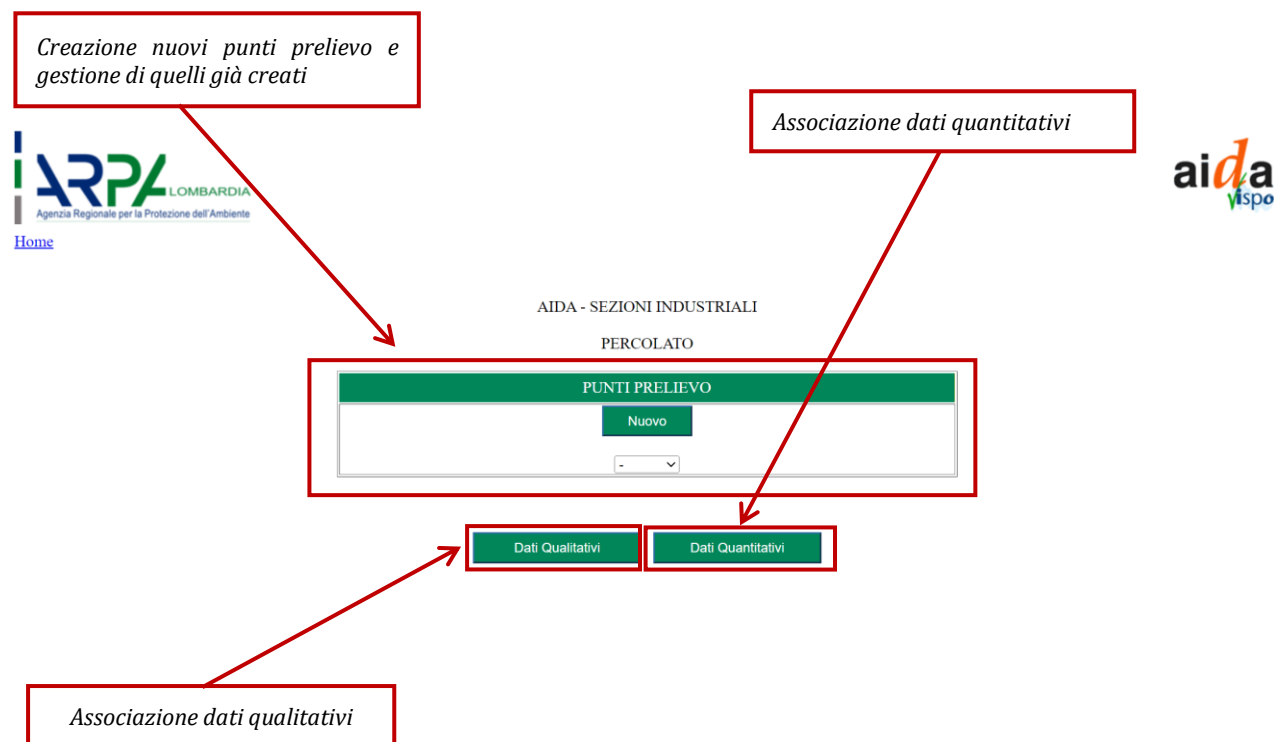 Creazione nuovi punti prelievo e
gestione di quelli già creati
Associazione dati quantitativi
ARPA LOMBARDIA
Agenzia Regionale per la Protezione dell'Ambiente
aida
vispo
Home
AIDA - SEZIONI INDUSTRIALI
PERCOLATO
PUNTI PRELIEVO
Nuovo
-
Dati Qualitativi
Dati Quantitativi
Associazione dati qualitativi